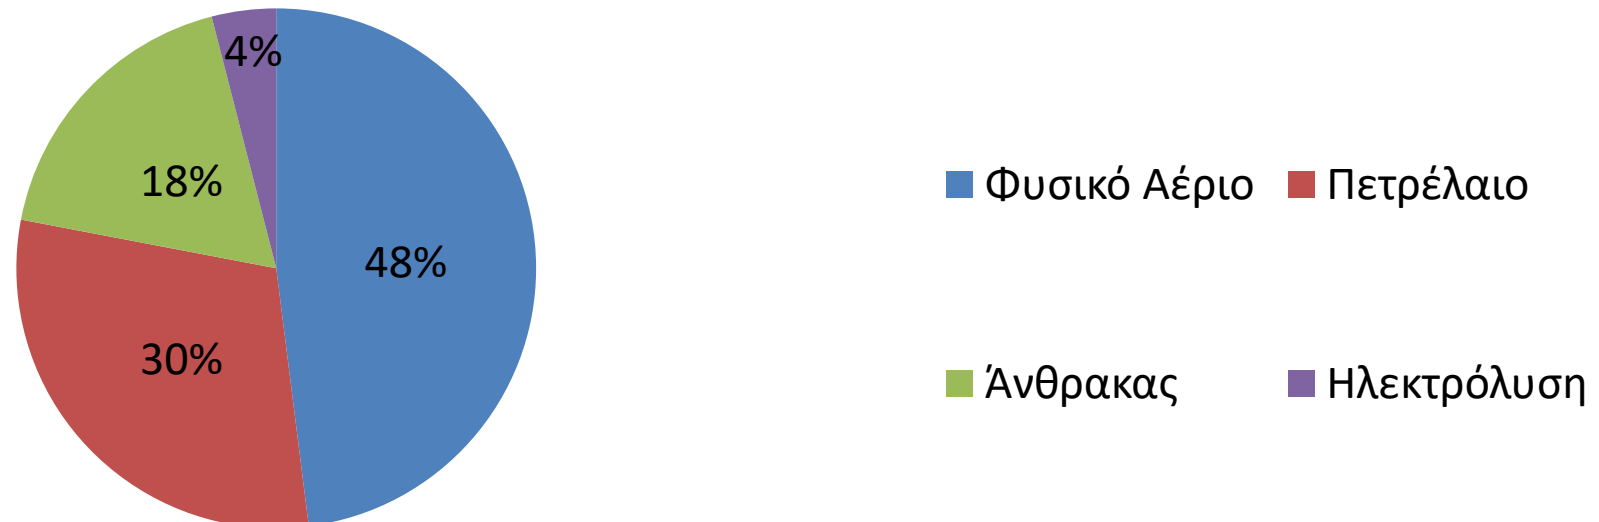 4%
18%
48%
30%
Φυσικό Αέριο
Πετρέλαιο
Άνθρακας
Ηλεκτρόλυση